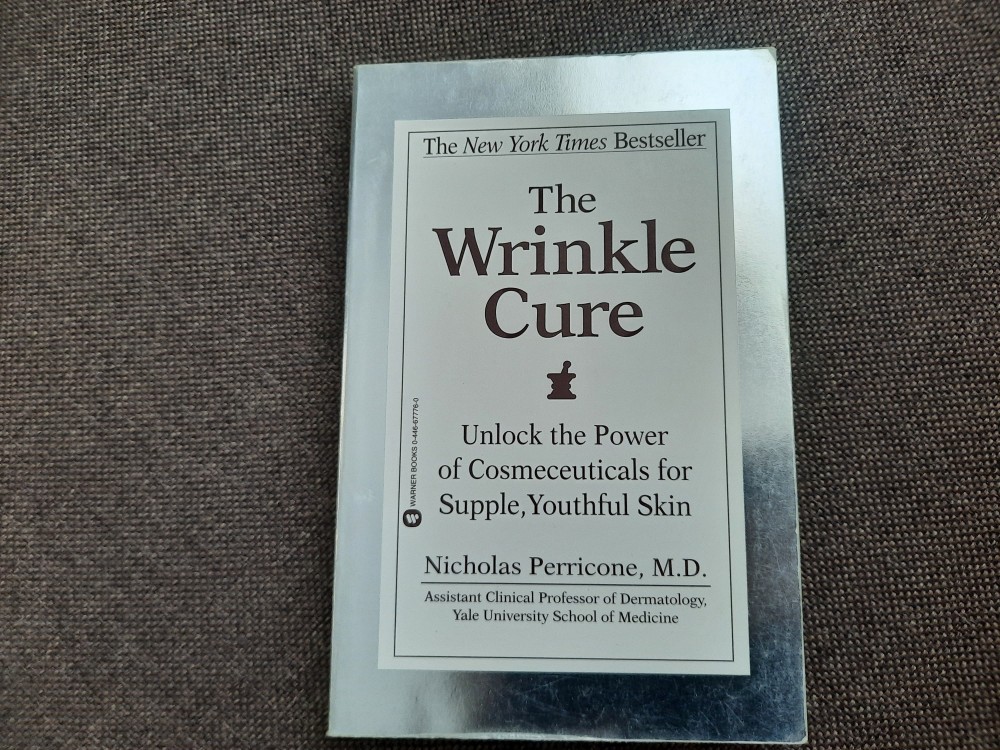 The New York Times Bestseller
The
Wrinkle
Cure
Unlock the Power
of Cosmeceuticals for
Supple, Youthful Skin
Nicholas Perricone, M.D.
Assistant Clinical Professor of Dermatology,
Yale University School of Medicine
WARNER BOOKS 0-446-67776-0